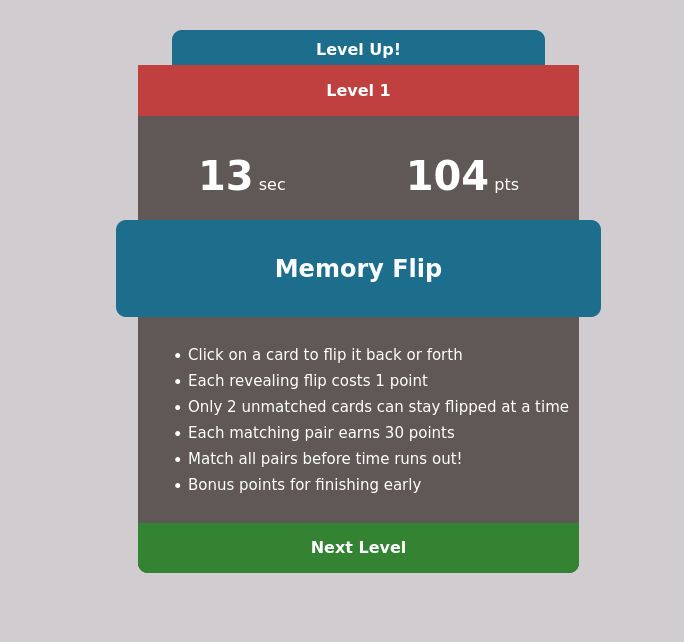 Level Up!
Level 1
13 sec 104 pts
Memory Flip
• Click on a card to flip it back or forth
• Each revealing flip costs 1 point
• Only 2 unmatched cards can stay flipped at a time
• Each matching pair earns 30 points
• Match all pairs before time runs out!
• Bonus points for finishing early
Next Level